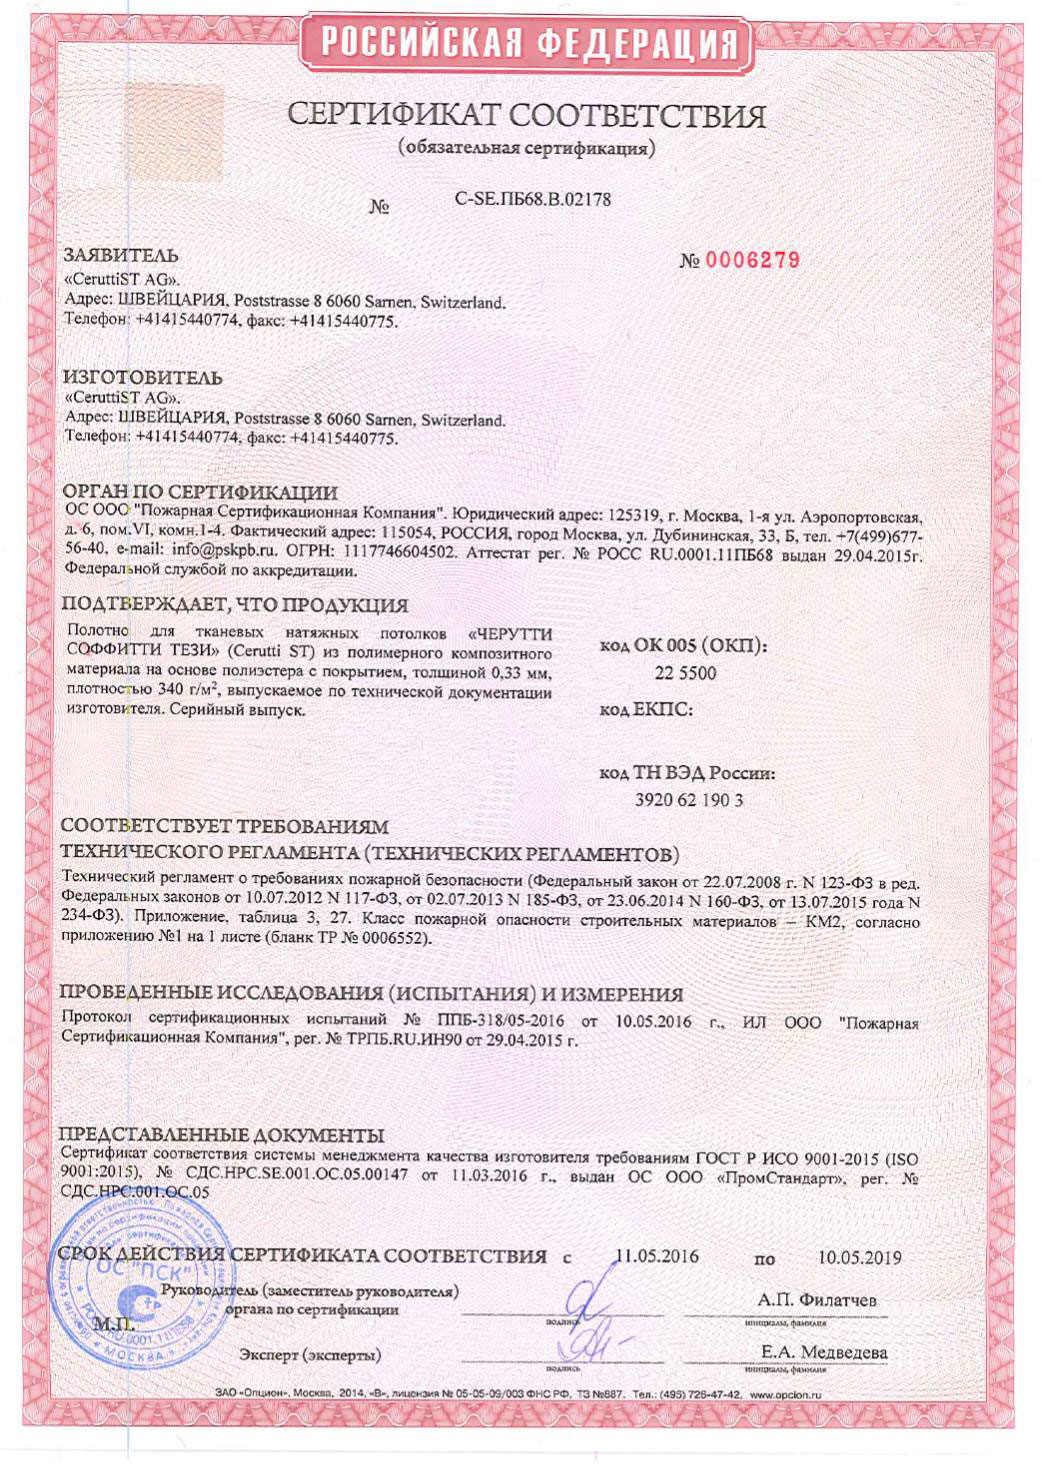 РОССИЙСКАЯ ФЕДЕРАЦИЯ
СЕРТИФИКАТ СООТВЕТСТВИЯ
(обязательная сертификация)
№ C-SE.ПБ68.В.02178
ЗАЯВИТЕЛЬ
№ 0006279
«CeruttiST AG».
Адрес: ШВЕЙЦАРИЯ, Poststrasse 8 6060 Sarnen, Switzerland.
Телефон: +41415440774, факс: +41415440775.
ИЗГОТОВИТЕЛЬ
«CeruttiST AG».
Адрес: ШВЕЙЦАРИЯ, Poststrasse 8 6060 Sarnen, Switzerland.
Телефон: +41415440774, факс: +41415440775.
ОРГАН ПО СЕРТИФИКАЦИИ
ОС ООО "Пожарная Сертификационная Компания". Юридический адрес: 125319, г. Москва, 1-я ул. Аэропортовская,
д. 6, пом.VI, комн.1-4. Фактический адрес: 115054, РОССИЯ, город Москва, ул. Дубининская, 33, Б, тел. +7(499)677-
56-40, e-mail: info@pskpb.ru. ОГРН: 1117746604502. Аттестат рег. № РОСС RU.0001.11ПБ68 выдан 29.04.2015г.
Федеральной службой по аккредитации.
ПОДТВЕРЖДАЕТ, ЧТО ПРОДУКЦИЯ
Полотно для тканевых натяжных потолков «ЧЕРУТТИ
СОФФИТТИ ТЕЗИ» (Cerutti ST) из полимерного композитного
материала на основе полиэстера с покрытием, толщиной 0,33 мм,
плотностью 340 г/м², выпускаемое по технической документации
изготовителя. Серийный выпуск.
код ОК 005 (ОКП):
22 5500
код ЕКПС:
код ТН ВЭД России:
3920 62 190 3
СООТВЕТСТВУЕТ ТРЕБОВАНИЯМ
ТЕХНИЧЕСКОГО РЕГЛАМЕНТА (ТЕХНИЧЕСКИХ РЕГЛАМЕНТОВ)
Технический регламент о требованиях пожарной безопасности (Федеральный закон от 22.07.2008 г. N 123-ФЗ в ред.
Федеральных законов от 10.07.2012 N 117-ФЗ, от 02.07.2013 N 185-ФЗ, от 23.06.2014 N 160-ФЗ, от 13.07.2015 года N
234-ФЗ). Приложение, таблица 3, 27. Класс пожарной опасности строительных материалов – КМ2, согласно
приложению №1 на 1 листе (бланк ТР № 0006552).
ПРОВЕДЕННЫЕ ИССЛЕДОВАНИЯ (ИСПЫТАНИЯ) И ИЗМЕРЕНИЯ
Протокол сертификационных испытаний № ППБ-318/05-2016 от 10.05.2016 г., ИЛ ООО "Пожарная
Сертификационная Компания", рег. № ТРПБ.RU.ИН90 от 29.04.2015 г.
ПРЕДСТАВЛЕННЫЕ ДОКУМЕНТЫ
Сертификат соответствия системы менеджмента качества изготовителя требованиям ГОСТ Р ИСО 9001-2015 (ISO
9001:2015), № СДС.НРС.SE.001.ОС.05.00147 от 11.03.2016 г., выдан ОС ООО «ПромСтандарт», рег. №
СДС.НРС.001.ОС.05
СРОК ДЕЙСТВИЯ СЕРТИФИКАТА СООТВЕТСТВИЯ с 11.05.2016 по 10.05.2019
Руководитель (заместитель руководителя)
органа по сертификации
А.П. Филатчев
подпись
инициалы, фамилия
М.П.
Эксперт (эксперты)
Е.А. Медведева
подпись
инициалы, фамилия
ОС "ПСК"
МОСКВА
ЗАО «Опцион», Москва, 2014, «В», лицензия № 05-05-09/003 ФНС РФ, ТЗ №887. Тел.: (495) 726-47-42, www.opcion.ru